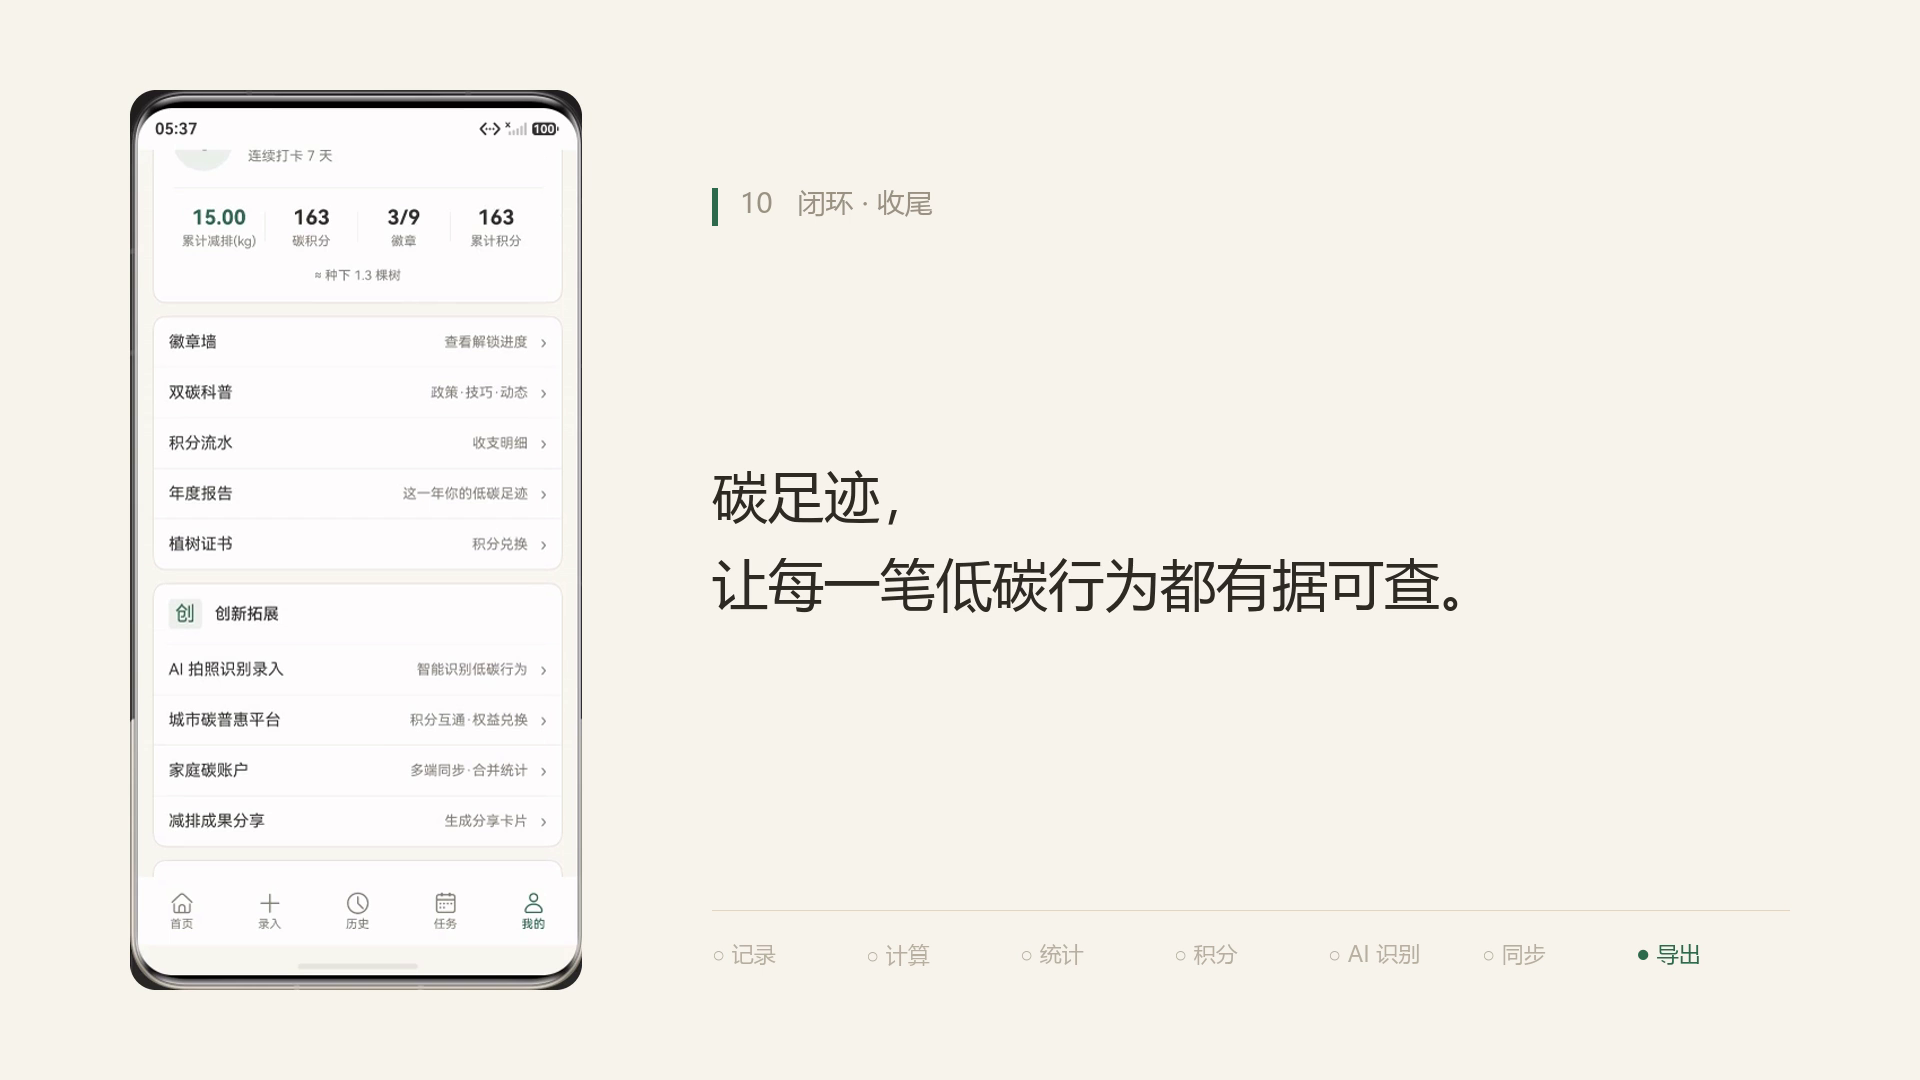 05:37
100
连续打卡 7 天
15.00 163 3/9 163
累计减排(kg) 碳积分 徽章 累计积分
≈ 种下 1.3 棵树
徽章墙 查看解锁进度 ›
双碳科普 政策·技巧·动态 ›
积分流水 收支明细 ›
年度报告 这一年你的低碳足迹 ›
植树证书 积分兑换 ›
创 创新拓展
AI 拍照识别录入 智能识别低碳行为 ›
城市碳普惠平台 积分互通·权益兑换 ›
家庭碳账户 多端同步·合并统计 ›
减排成果分享 生成分享卡片 ›
首页 录入 历史 任务 我的
10 闭环 · 收尾
碳足迹，
让每一笔低碳行为都有据可查。
○ 记录 ○ 计算 ○ 统计 ○ 积分 ○ AI 识别 ○ 同步 ● 导出